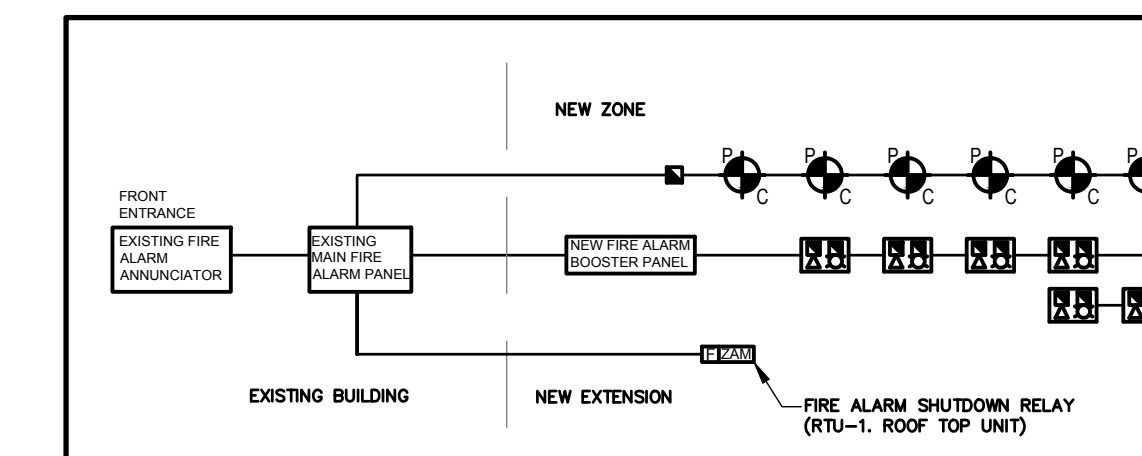 NEW ZONE
P P P P P P
C C C C C
FRONT
ENTRANCE
EXISTING FIRE
ALARM
ANNUNCIATOR
EXISTING
MAIN FIRE
ALARM PANEL
NEW FIRE ALARM
BOOSTER PANEL
F ZAM
EXISTING BUILDING
NEW EXTENSION
FIRE ALARM SHUTDOWN RELAY
(RTU-1. ROOF TOP UNIT)